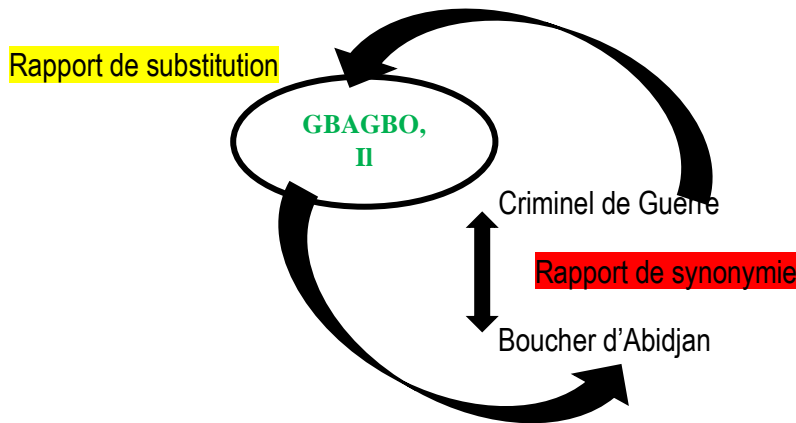 Rapport de substitution
GBAGBO,
Il
Criminel de Guerre
Rapport de synonymie
Boucher d’Abidjan